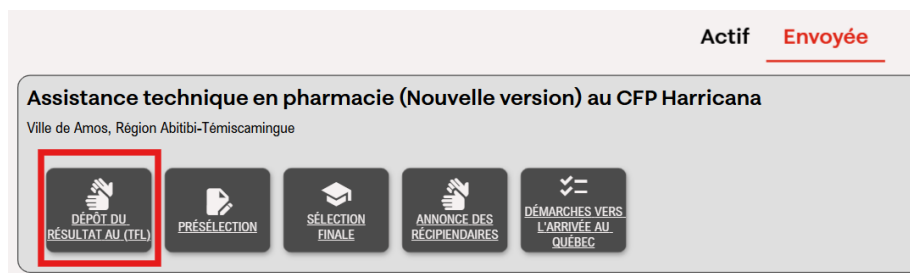 Actif Envoyée
Assistance technique en pharmacie (Nouvelle version) au CFP Harricana
Ville de Amos, Région Abitibi-Témiscamingue
DÉPÔT DU
RÉSULTAT AU (TFL)
PRÉSÉLECTION
SÉLECTION
FINALE
ANNONCE DES
RÉCIPIENDAIRES
DÉMARCHES VERS
L'ARRIVÉE AU
QUÉBEC